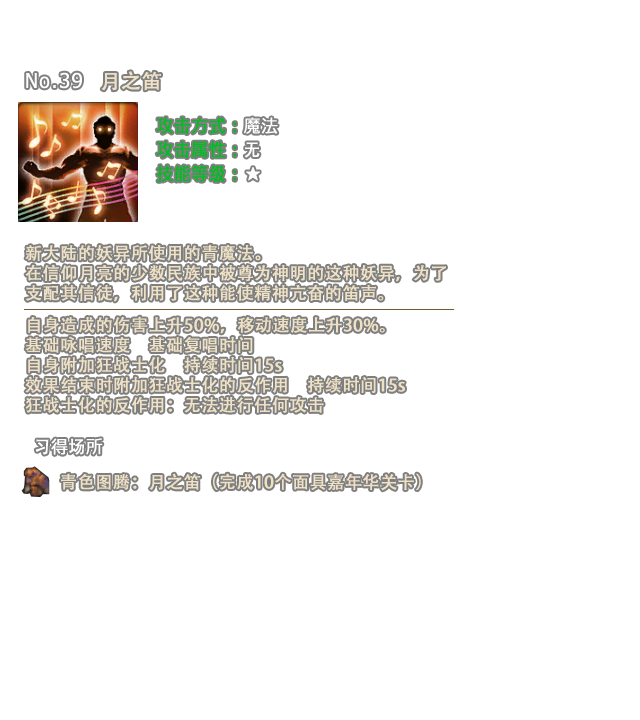 No.39 月之笛
攻击方式：魔法
攻击属性：无
技能等级：★
新大陆的妖异所使用的青魔法。
在信仰月亮的少数民族中被尊为神明的这种妖异，为了
支配其信徒，利用了这种能使精神亢奋的笛声。
自身造成的伤害上升50%，移动速度上升30%。
基础咏唱速度 基础复唱时间
自身附加狂战士化 持续时间15s
效果结束时附加狂战士化的反作用 持续时间15s
狂战士化的反作用：无法进行任何攻击
习得场所
青色图腾：月之笛（完成10个面具嘉年华关卡）